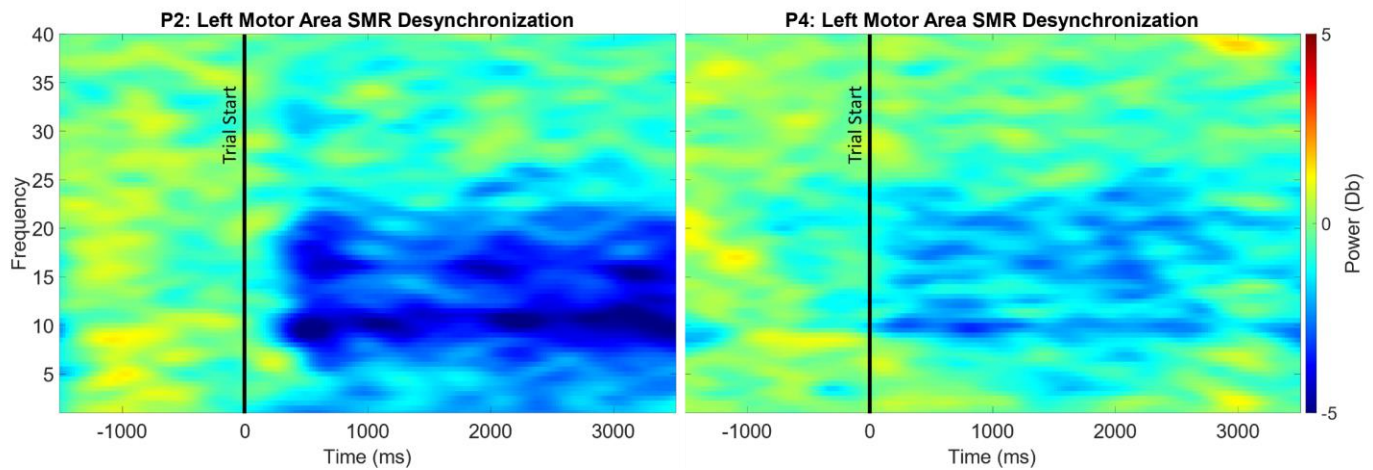 P2: Left Motor Area SMR Desynchronization
P4: Left Motor Area SMR Desynchronization
40
35
30
25
20
15
10
5
Frequency
Trial Start
-1000
0
1000
2000
3000
Time (ms)
Trial Start
-1000
0
1000
2000
3000
Time (ms)
5
0
-5
Power (Db)